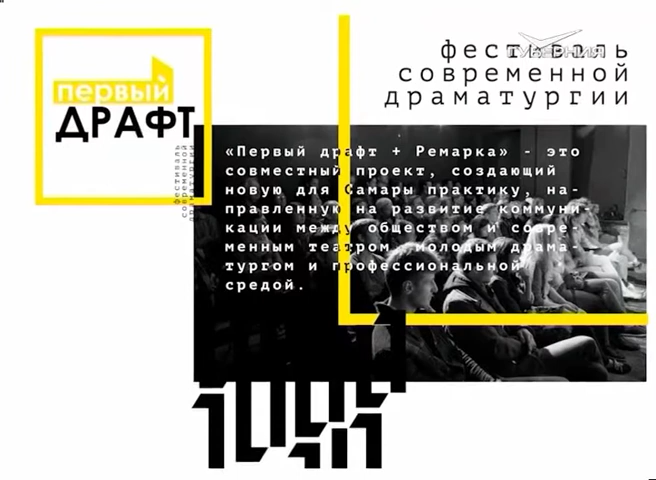 первый
ДРАФТ
фестиваль
современной
драматургии
ГУБЕРНИЯ
фестиваль
современной
драматургии
«Первый драфт + Ремарка» - это
совместный проект, создающий
новую для Самары практику, на-
правленную на развитие коммуни-
кации между обществом и совре-
менным театром, молодым драма-
тургом и профессиональной
средой.